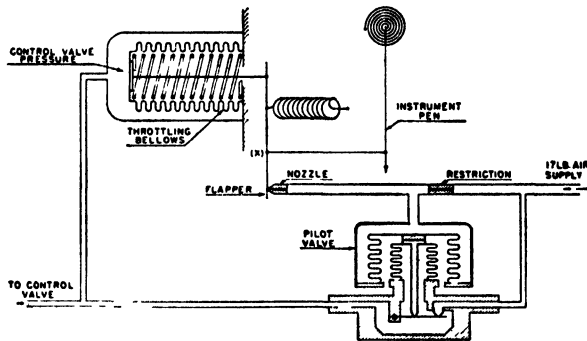 CONTROL VALVE
PRESSURE
THROTTLING
BELLOWS
INSTRUMENT
PEN
(X)
NOZZLE
RESTRICTION
17LB. AIR
SUPPLY
FLAPPER
PILOT
VALVE
TO CONTROL
VALVE